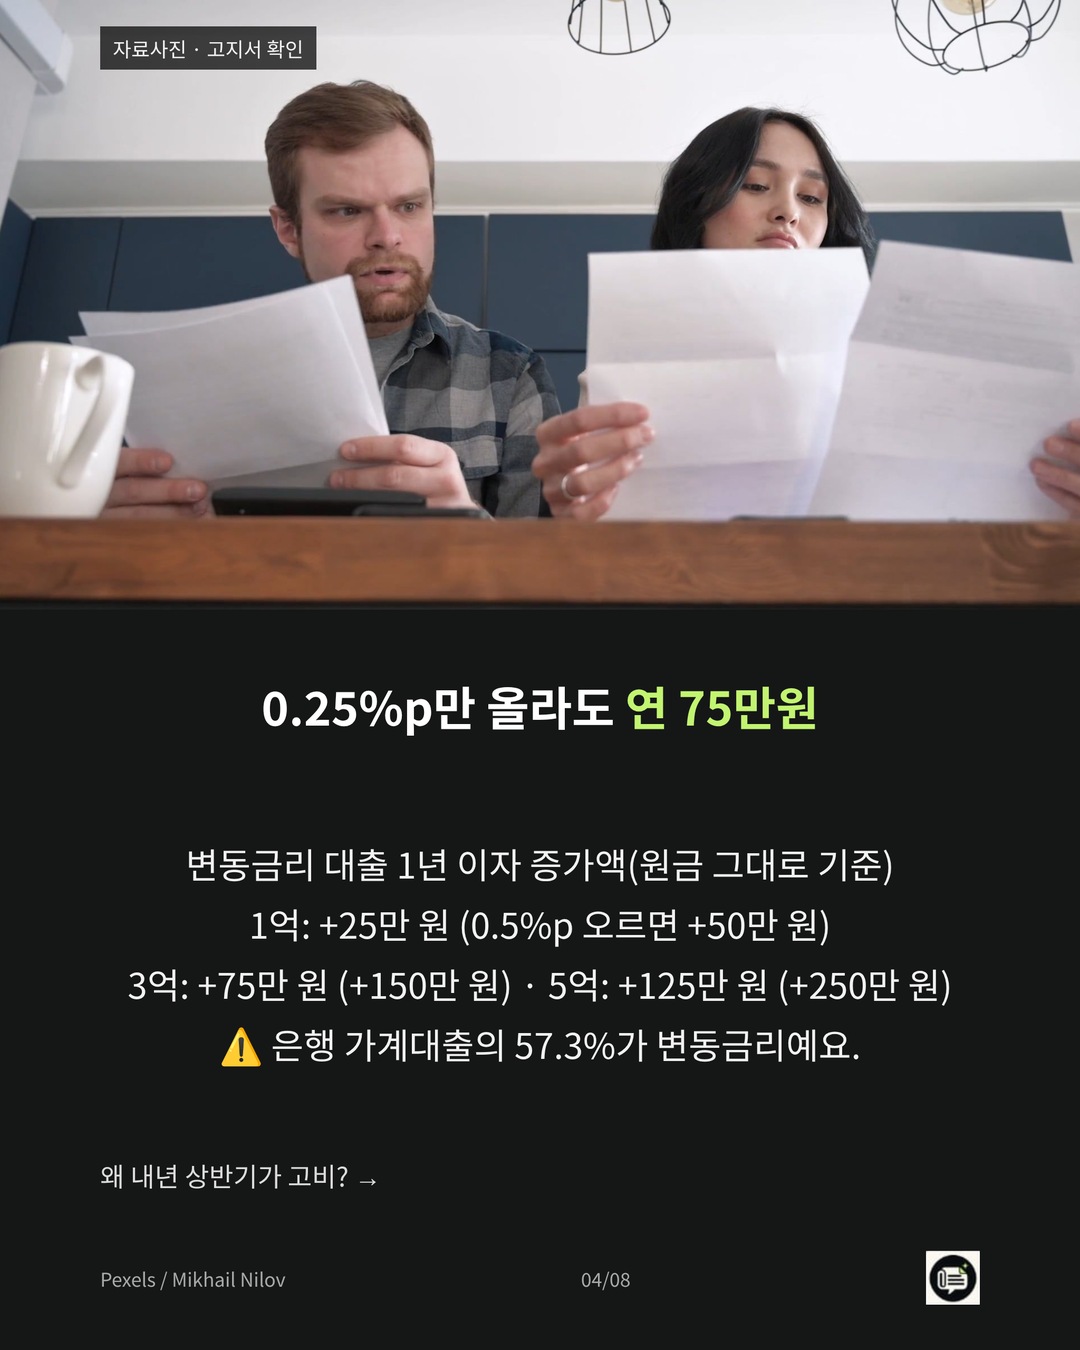 자료사진 · 고지서 확인
0.25%p만 올라도 연 75만원
변동금리 대출 1년 이자 증가액(원금 그대로 기준)
1억: +25만 원 (0.5%p 오르면 +50만 원)
3억: +75만 원 (+150만 원) · 5억: +125만 원 (+250만 원)
⚠️ 은행 가계대출의 57.3%가 변동금리예요.
왜 내년 상반기가 고비? →
Pexels / Mikhail Nilov
04/08